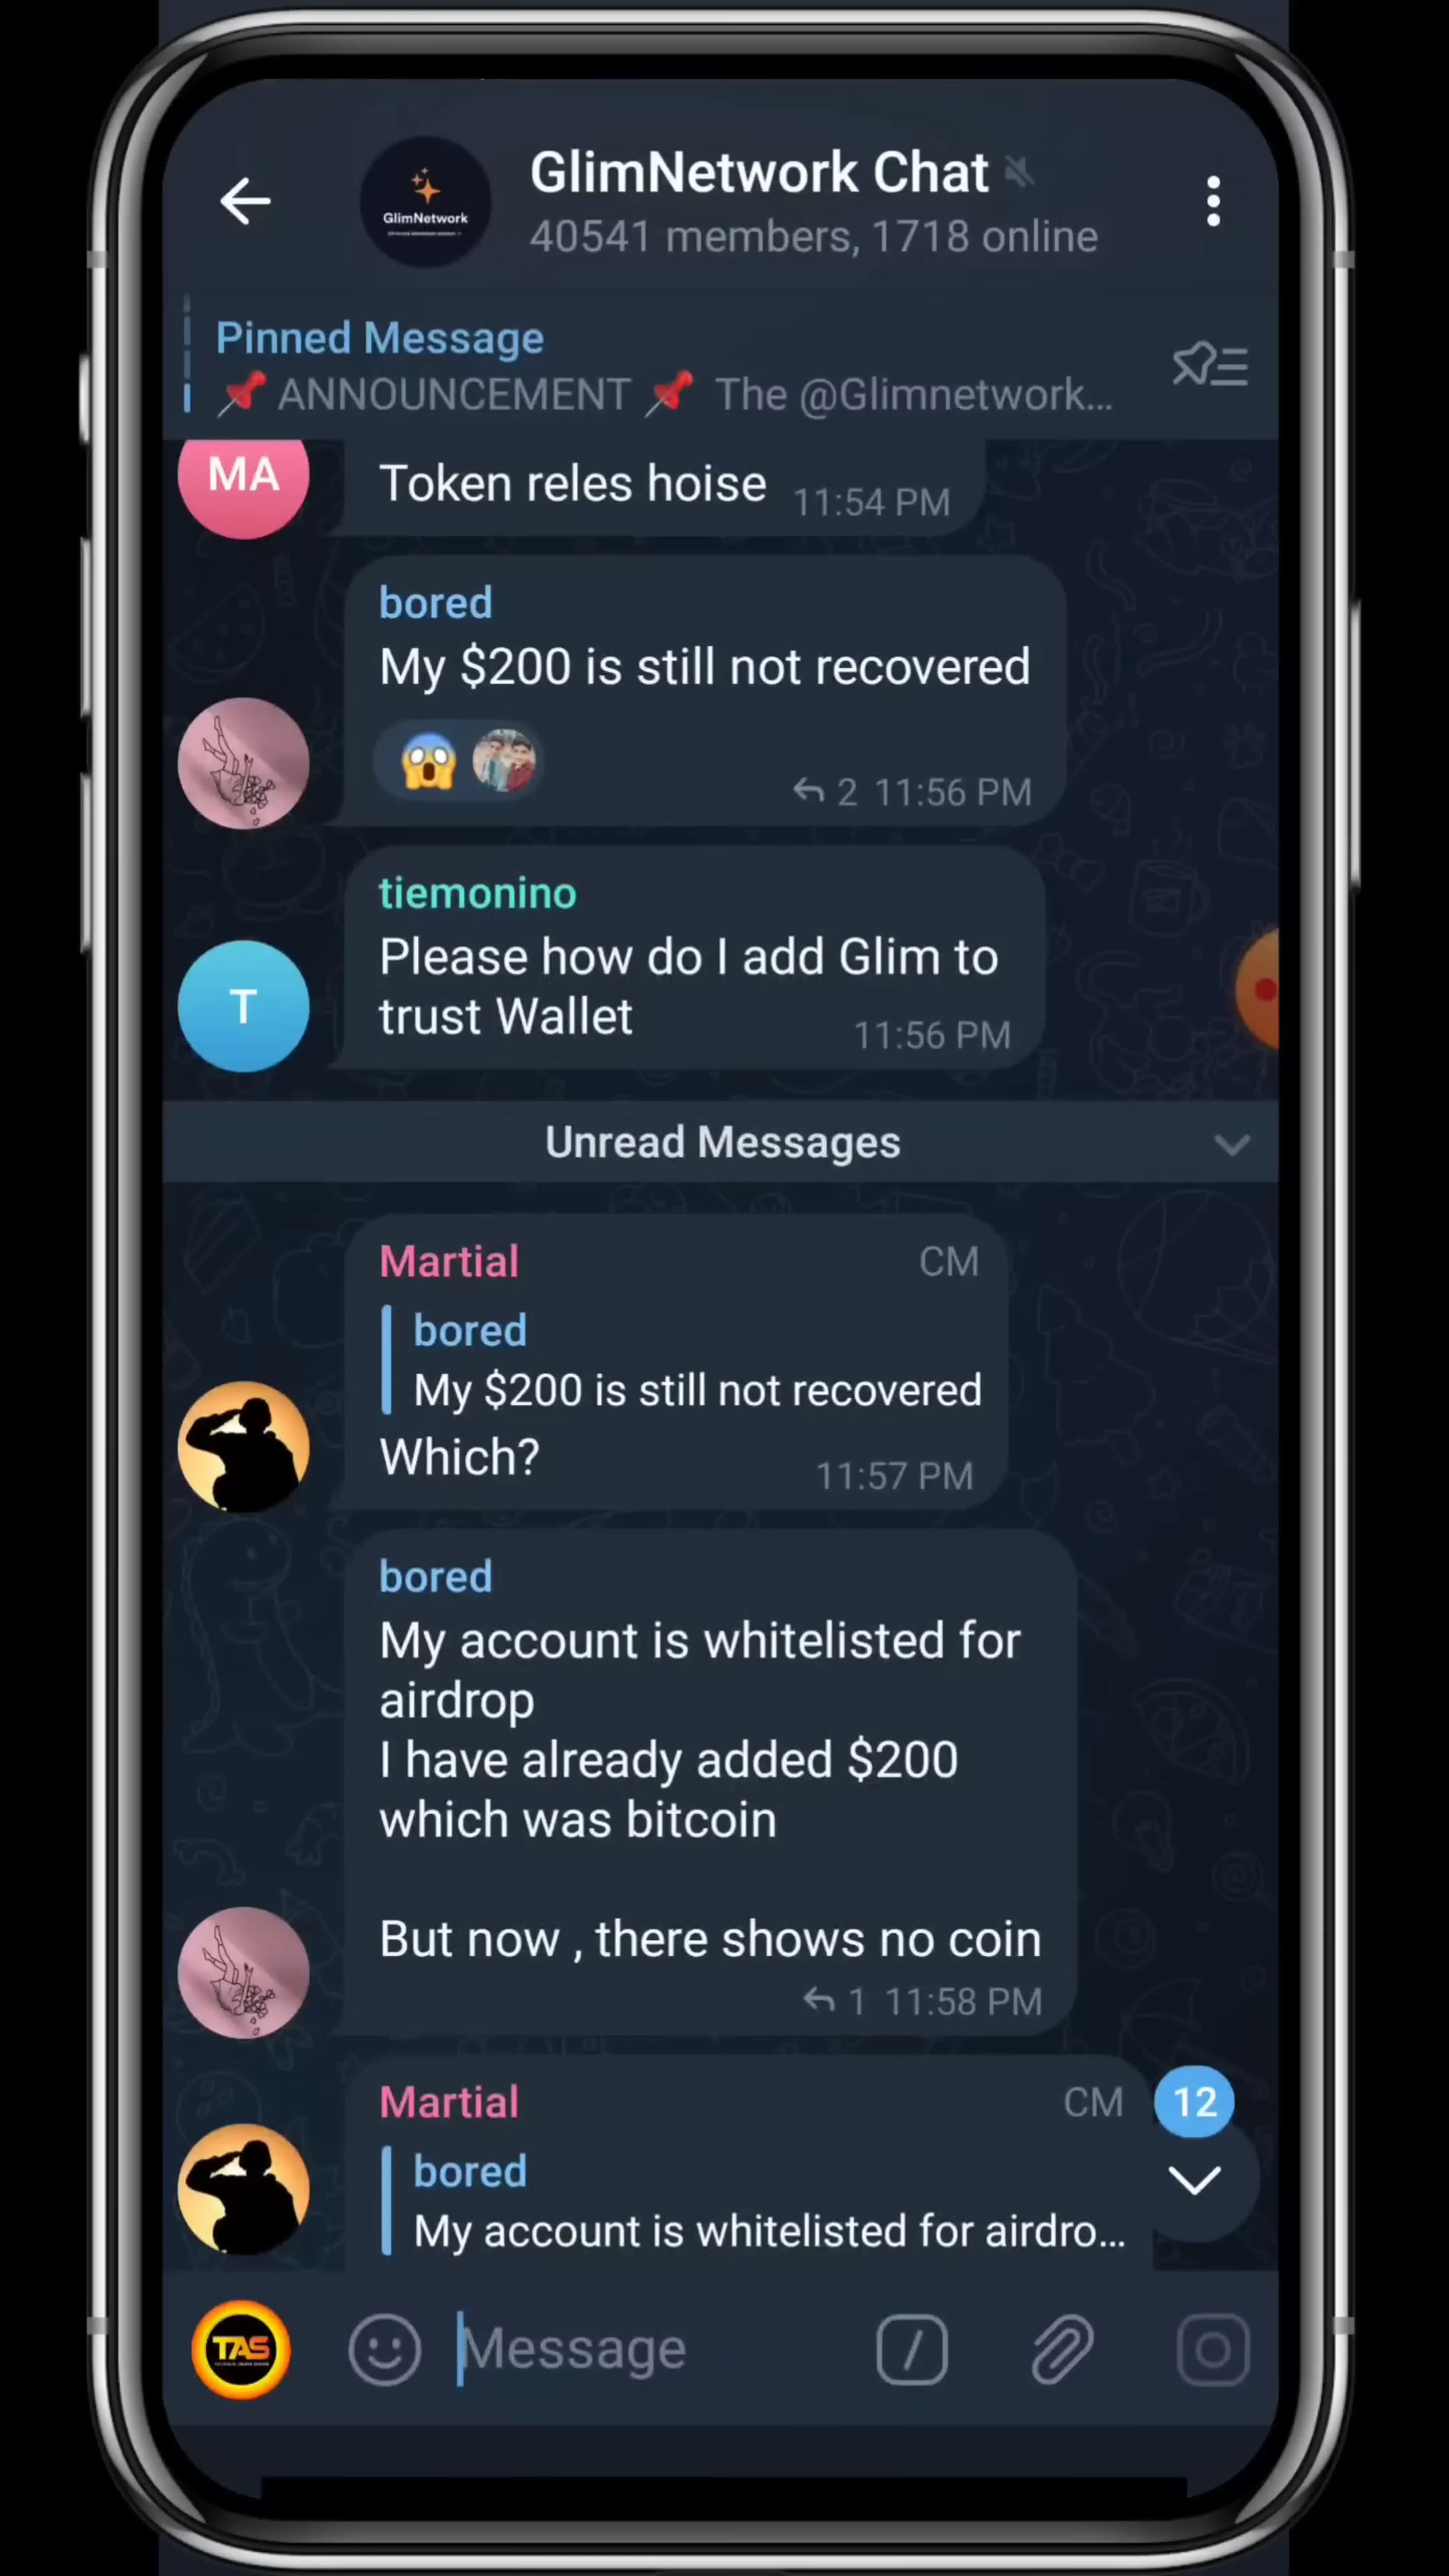 GlimNetwork Chat
GlimNetwork
40541 members, 1718 online
Pinned Message
📌 ANNOUNCEMENT 📌 The @Glimnetwork...
MA
Token reles hoise 11:54 PM
bored
My $200 is still not recovered
2 11:56 PM
tiemonino
Please how do I add Glim to
trust Wallet 11:56 PM
T
Unread Messages
Martial CM
bored
My $200 is still not recovered
Which? 11:57 PM
bored
My account is whitelisted for
airdrop
I have already added $200
which was bitcoin
But now , there shows no coin
1 11:58 PM
Martial CM
12
bored
My account is whitelisted for airdro...
TAS
Message